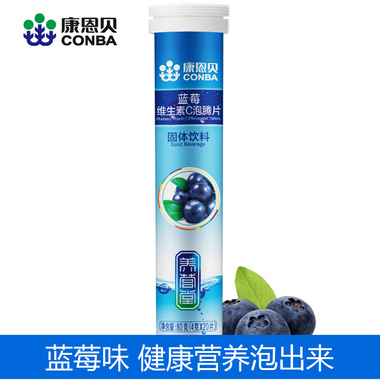 康恩贝
CONBA
康恩贝
CONBA
蓝莓
维生素C泡腾片
固体饮料
Solid Beverage
养营堂
净含量: 80克 (4克×20片)
蓝莓味 健康营养泡出来